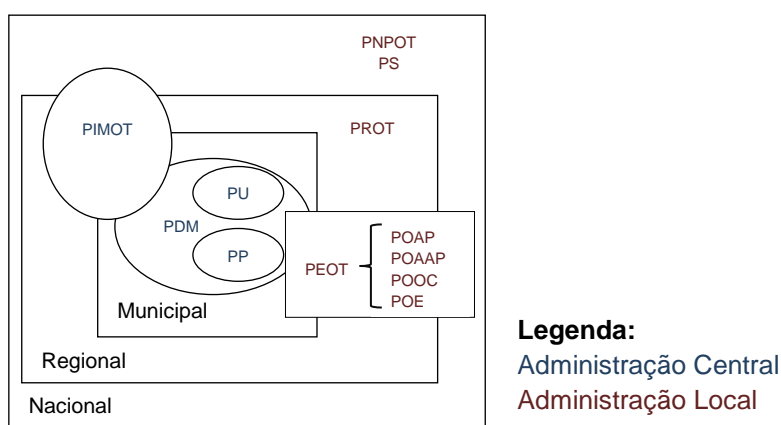 PNPOT
PS
PIMOT
PROT
PU
PDM
PP
PEOT
POAP
POAAP
POOC
POE
Municipal
Regional
Nacional
Legenda:
Administração Central
Administração Local